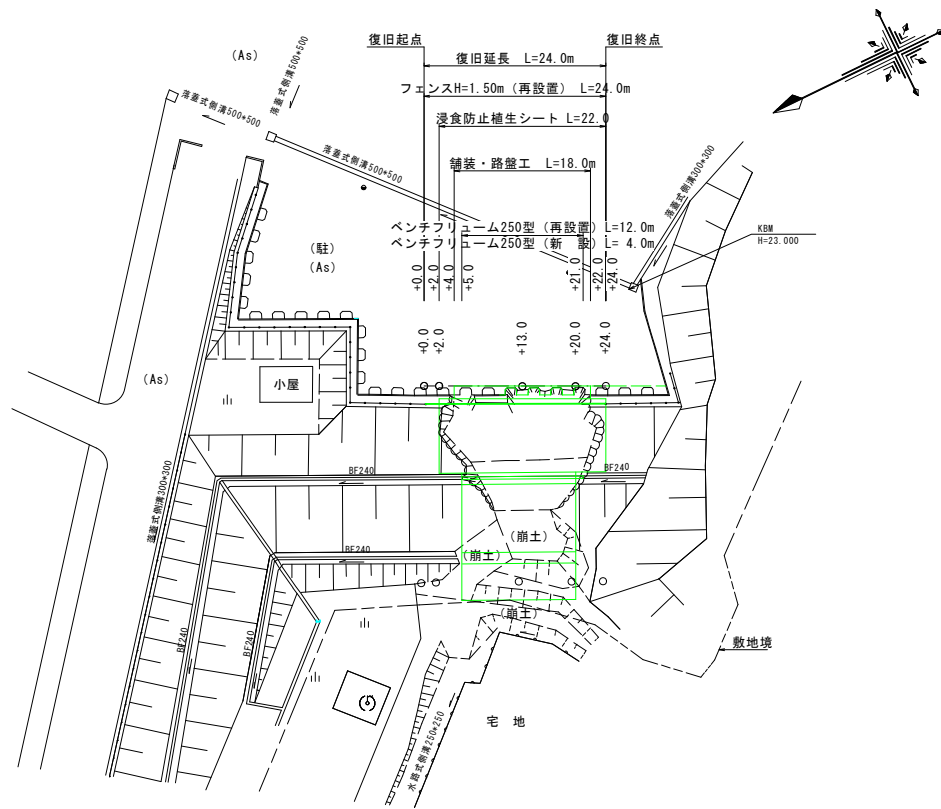 復旧起点
復旧終点
(As)
復旧延長 L=24.0m
落蓋式側溝500*500
フェンスH=1.50m (再設置) L=24.0m
落蓋式側溝500*500
浸食防止植生シート L=22.0
落蓋式側溝500*500
舗装・路盤工 L=18.0m
落蓋式側溝300*300
ベンチフリューム250型 (再設置) L=12.0m
ベンチフリューム250型 (新 設) L= 4.0m
KBM
H=23.000
(駐)
(As)
+0.0
+2.0
+4.0
+5.0
+21.0
+22.0
+24.0
+0.0
+2.0
+13.0
+20.0
+24.0
(As)
小屋
BF240
BF240
落蓋式側溝300*300
(崩土)
BF240
(崩土)
(崩土)
敷地境
BF240
BF240
宅 地
水路式側溝250*250